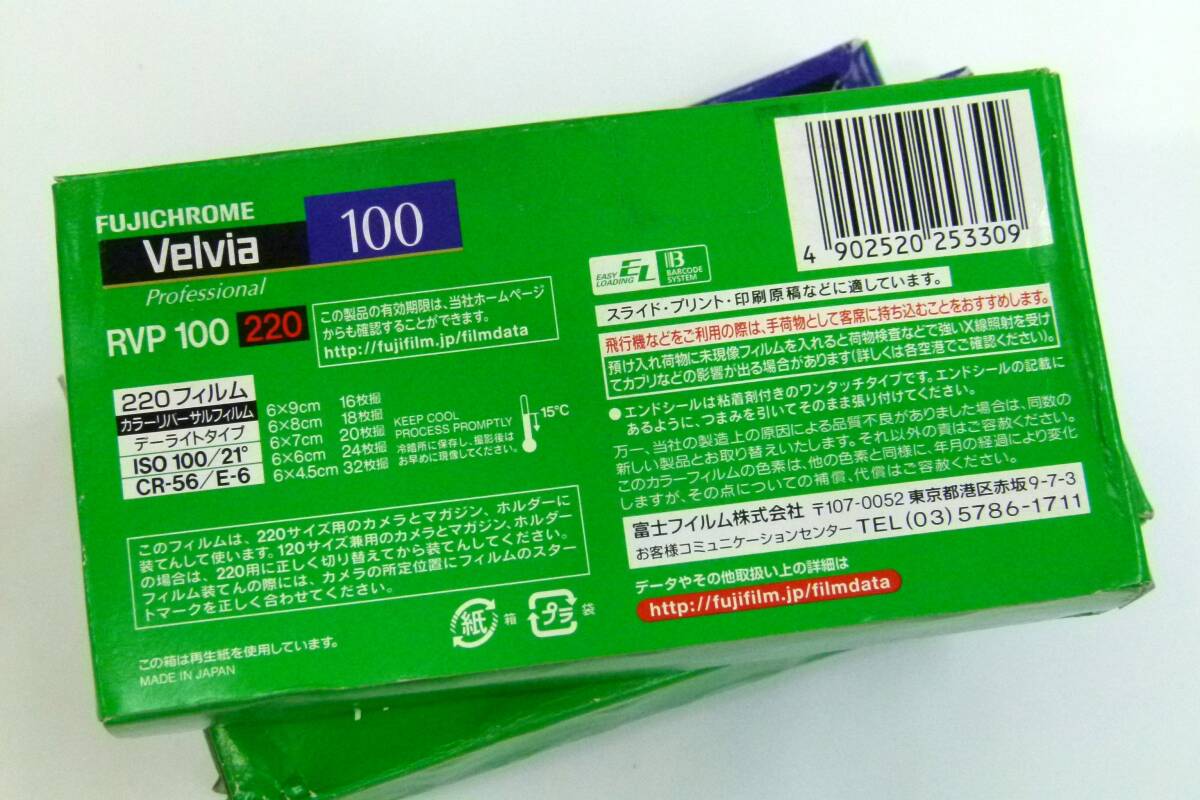 FUJICHROME
Velvia 100
Professional
RVP 100 220
この製品の有効期限は、当社ホームページ
からも確認することができます。
http://fujifilm.jp/filmdata
220フィルム
カラーリバーサルフィルム
デーライトタイプ
ISO 100/21°
CR-56/E-6
6×9cm 16枚撮
6×8cm 18枚撮
6×7cm 20枚撮
6×6cm 24枚撮
6×4.5cm 32枚撮
KEEP COOL
PROCESS PROMPTLY
冷暗所に保存し、撮影後は
お早めに現像してください。
15°C
このフィルムは、220サイズ用のカメラとマガジン、ホルダーに
装てんして使います。120サイズ兼用のカメラとマガジン、ホルダー
の場合は、220用に正しく切り替えてから装てんしてください。
フィルム装てんの際には、カメラの所定位置にフィルムのスター
トマークを正しく合わせてください。
紙 箱 プラ 袋
この箱は再生紙を使用しています。
MADE IN JAPAN
4 902520 253309
EASY LOADING EL
B BARCODE SYSTEM
スライド・プリント・印刷原稿などに適しています。
飛行機などをご利用の際は、手荷物として客席に持ち込むことをおすすめします。
預け入れ荷物に未現像フィルムを入れると荷物検査などで強いX線照射を受け
てカブリなどの影響が出る場合があります(詳しくは各空港でご確認ください)。
●エンドシールは粘着剤付きのワンタッチタイプです。エンドシールの記載に
あるように、つまみを引いてそのまま張り付けてください。
万一、当社の製造上の原因による品質不良がありました場合は、同数の
新しい製品とお取り替えいたします。それ以外の責はご容赦ください。
このカラーフィルムの色素は、他の色素と同様に、年月の経過により変化
しますが、その点についての補償、代償はご容赦ください。
富士フイルム株式会社 〒107-0052 東京都港区赤坂9-7-3
お客様コミュニケーションセンター TEL(03)5786-1711
データやその他取扱い上の詳細は
http://fujifilm.jp/filmdata